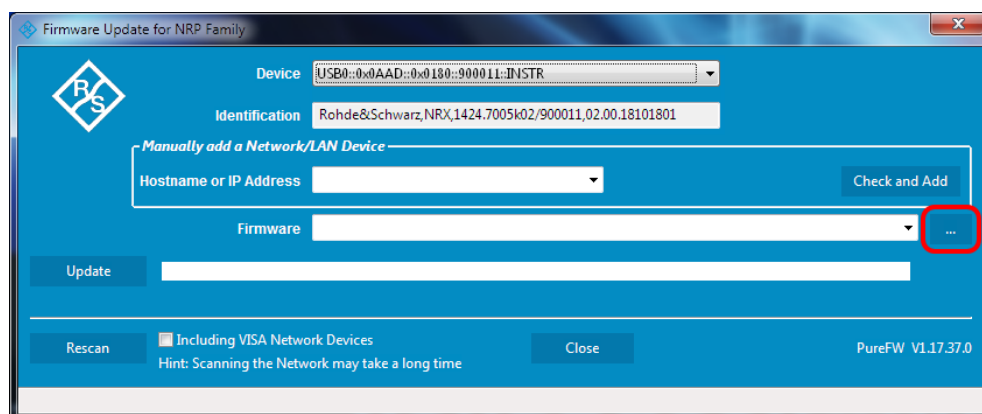 Firmware Update for NRP Family
x
R S
Device USB0::0x0AAD::0x0180::900011::INSTR
Identification Rohde&Schwarz,NRX,1424.7005k02/900011,02.00.18101801
Manually add a Network/LAN Device
Hostname or IP Address Check and Add
Firmware ...
Update
Including VISA Network Devices
Rescan Close PureFW V1.17.37.0
Hint: Scanning the Network may take a long time